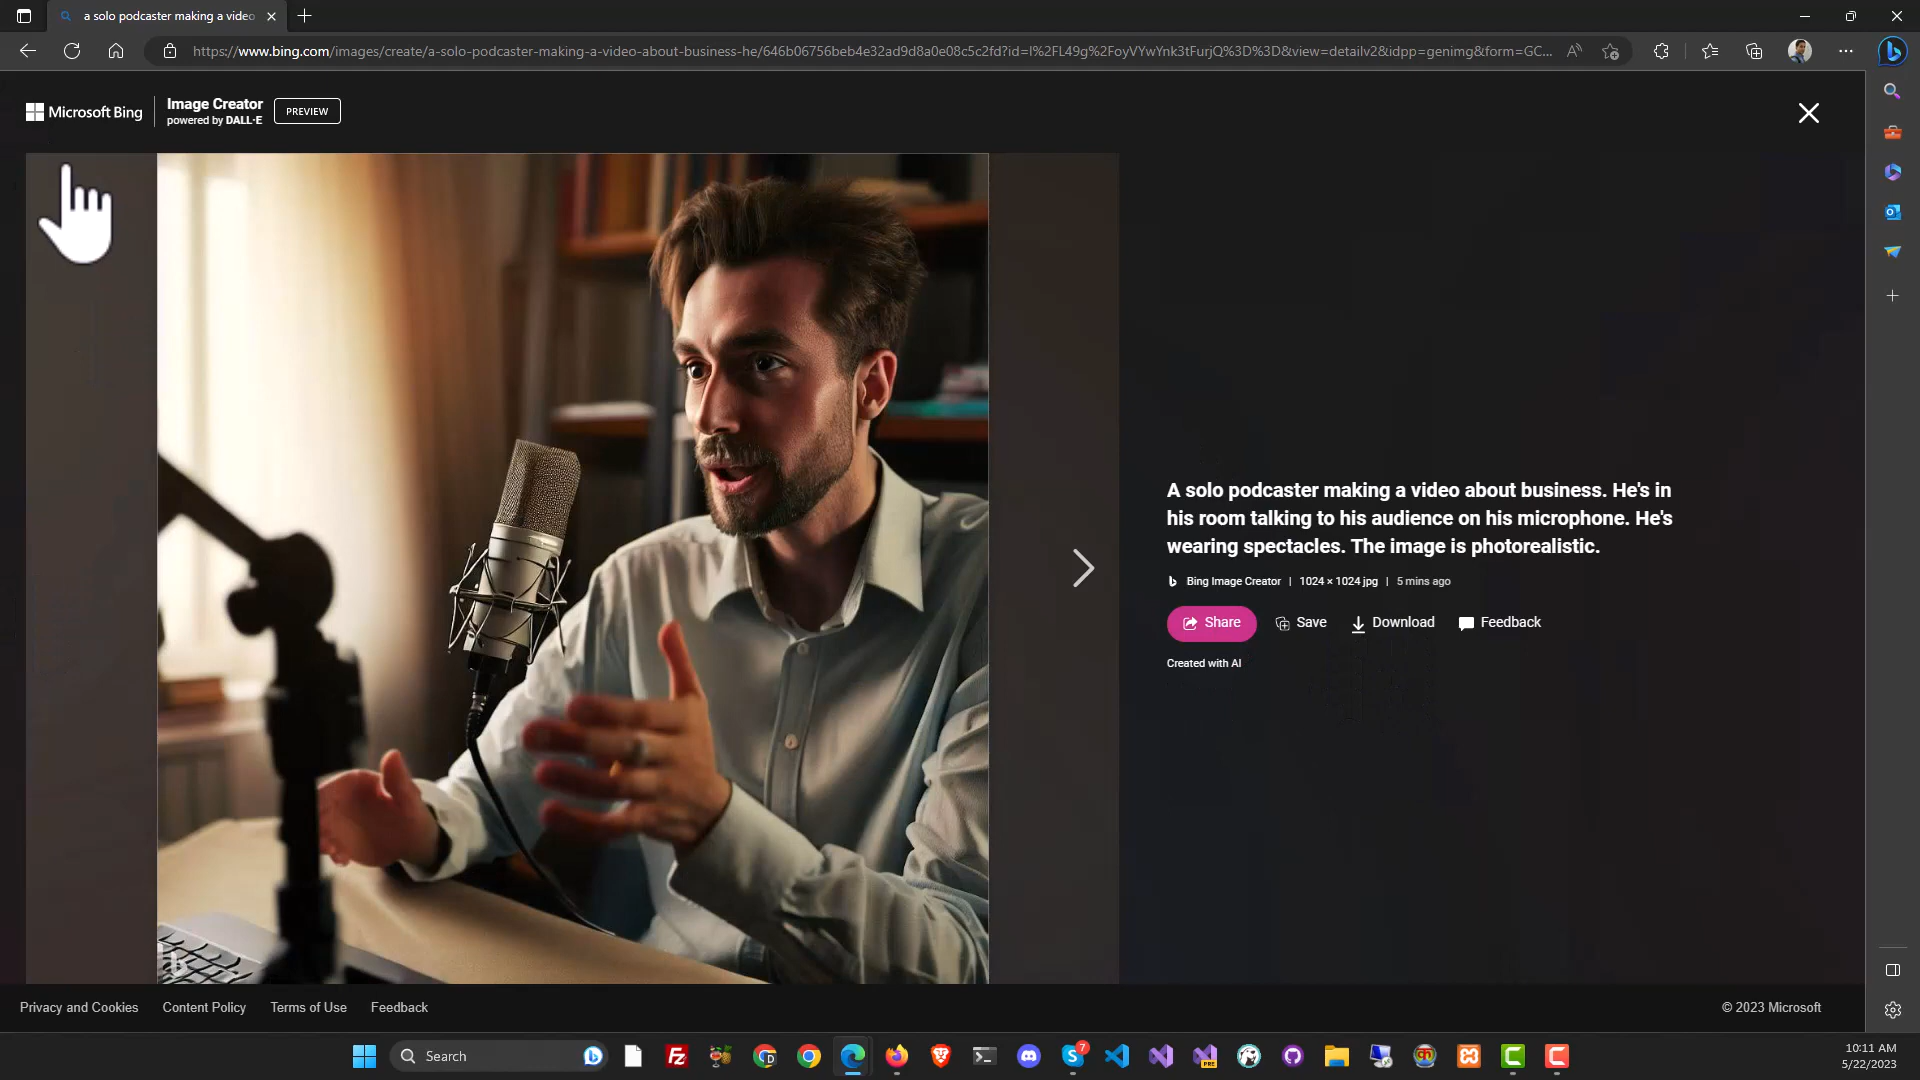 a solo podcaster making a video
https://www.bing.com/images/create/a-solo-podcaster-making-a-video-about-business-he/646b06756beb4e32ad9d8a0e08c5c2fd?id=l%2FL49g%2FoyVYwYnk3tFurjQ%3D%3D&view=detailv2&idpp=genimg&form=GC...
Microsoft Bing
Image Creator
powered by DALL·E
PREVIEW
A solo podcaster making a video about business. He's in
his room talking to his audience on his microphone. He's
wearing spectacles. The image is photorealistic.
Bing Image Creator | 1024 × 1024 jpg | 5 mins ago
Share Save Download Feedback
Created with AI
Privacy and Cookies Content Policy Terms of Use Feedback
© 2023 Microsoft
Search
7
PRE
10:11 AM
5/22/2023